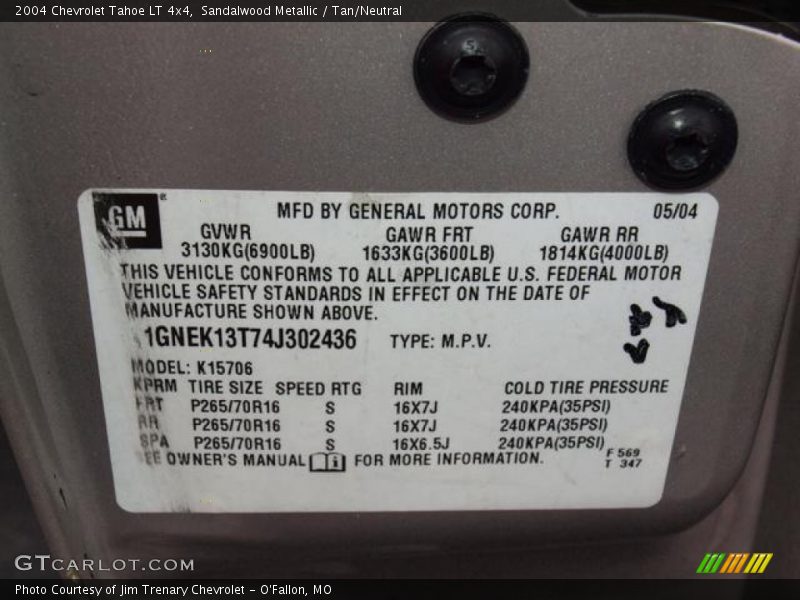 2004 Chevrolet Tahoe LT 4x4, Sandalwood Metallic / Tan/Neutral
GM
MFD BY GENERAL MOTORS CORP. 05/04
GVWR GAWR FRT GAWR RR
3130KG(6900LB) 1633KG(3600LB) 1814KG(4000LB)
THIS VEHICLE CONFORMS TO ALL APPLICABLE U.S. FEDERAL MOTOR
VEHICLE SAFETY STANDARDS IN EFFECT ON THE DATE OF
MANUFACTURE SHOWN ABOVE.
1GNEK13T74J302436 TYPE: M.P.V.
MODEL: K15706
KPRM TIRE SIZE SPEED RTG RIM COLD TIRE PRESSURE
FRT P265/70R16 S 16X7J 240KPA(35PSI)
RR P265/70R16 S 16X7J 240KPA(35PSI)
SPA P265/70R16 S 16X6.5J 240KPA(35PSI)
SEE OWNER'S MANUAL FOR MORE INFORMATION.
F 569
T 347
GTCARLOT.COM
Photo Courtesy of Jim Trenary Chevrolet - O'Fallon, MO